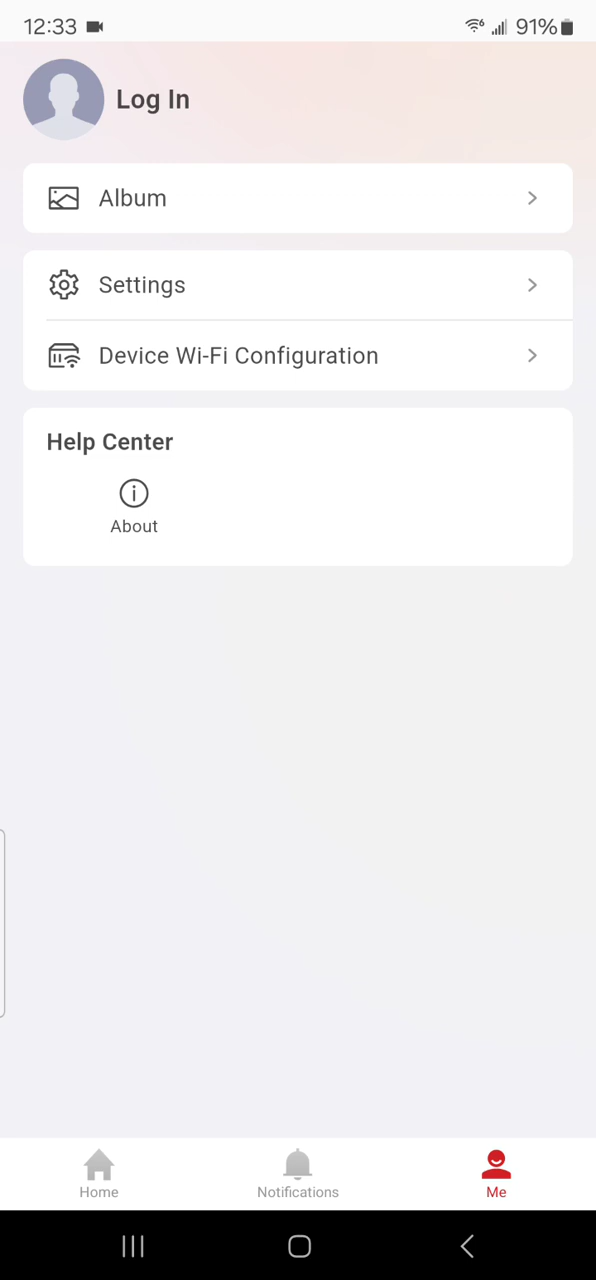 12:33 91%
Log In
Album
Settings
Device Wi-Fi Configuration
Help Center
About
Home Notifications Me